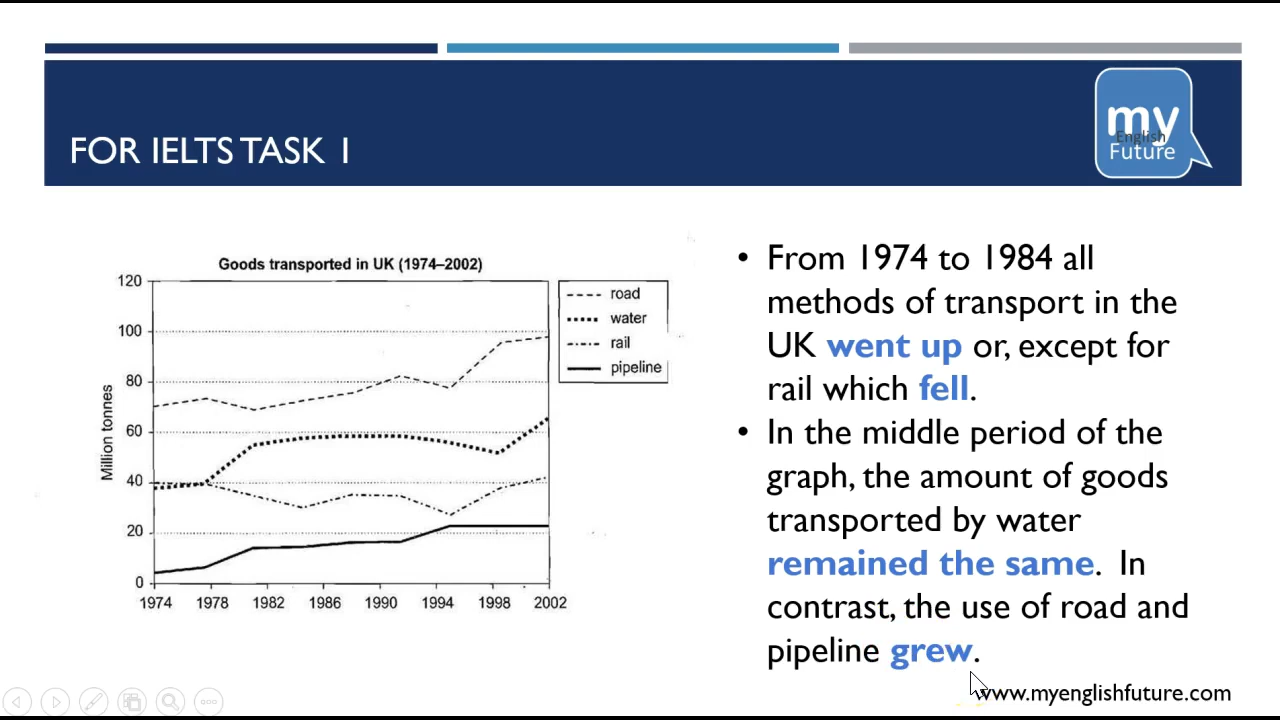 FOR IELTS TASK 1
my
English
Future
Goods transported in UK (1974–2002)
120
100
80
60
40
20
0
Million tonnes
1974 1978 1982 1986 1990 1994 1998 2002
road
water
rail
pipeline
• From 1974 to 1984 all
methods of transport in the
UK went up or, except for
rail which fell.
• In the middle period of the
graph, the amount of goods
transported by water
remained the same. In
contrast, the use of road and
pipeline grew.
www.myenglishfuture.com